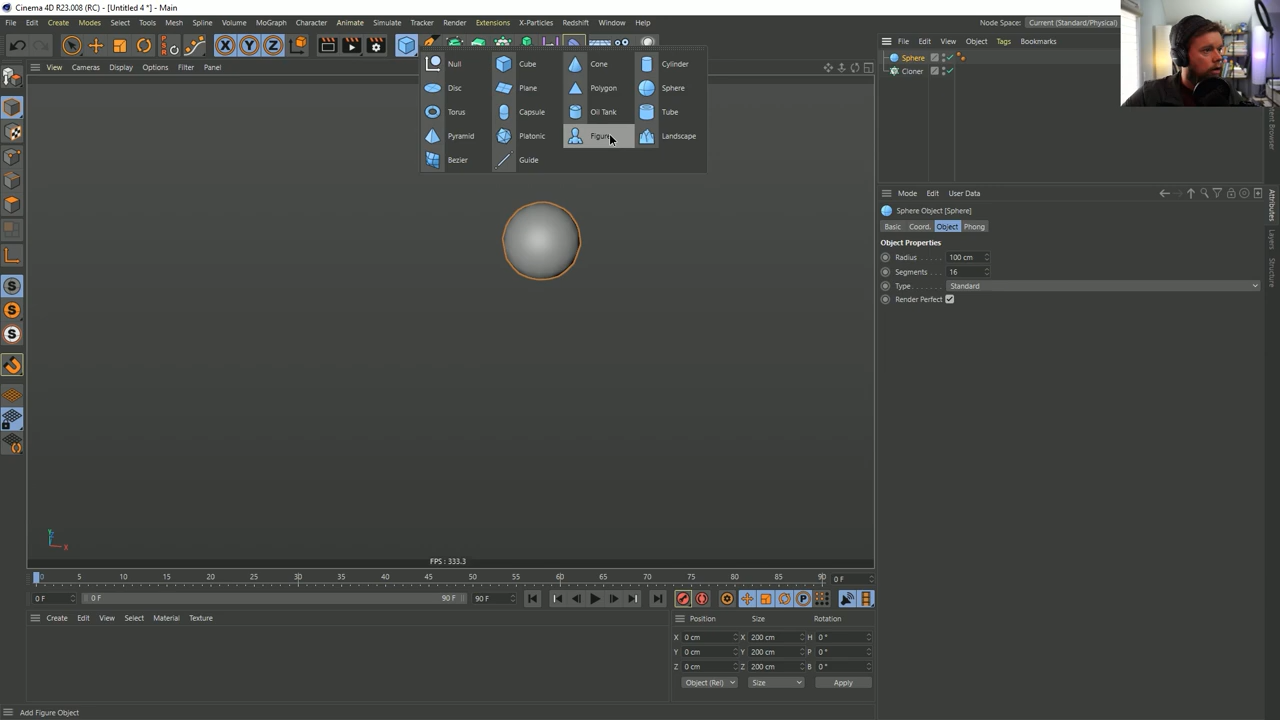 Cinema 4D R23.008 (RC) - [Untitled 4 *] - Main
File Edit Create Modes Select Tools Mesh Spline Volume MoGraph Character Animate Simulate Tracker Render Extensions X-Particles Redshift Window Help Node Space: Current (Standard/Physical)
File Edit View Object Tags Bookmarks
View Cameras Display Options Filter Panel
Sphere
Cloner
Null Cube Cone Cylinder
Disc Plane Polygon Sphere
Torus Capsule Oil Tank Tube
Pyramid Platonic Figure Landscape
Bezier Guide
Content Browser
Mode Edit User Data
Attributes
Layers
Structure
Sphere Object [Sphere]
Basic Coord. Object Phong
Object Properties
Radius . . . . . 100 cm
Segments . . 16
Type . . . . . . . Standard
Render Perfect
Y
X
FPS : 333.3
0 5 10 15 20 25 30 35 40 45 50 55 60 65 70 75 80 85 90 0 F
0 F 0 F 90 F 90 F
Create Edit View Select Material Texture
Position Size Rotation
X 0 cm X 200 cm H 0 °
Y 0 cm Y 200 cm P 0 °
Z 0 cm Z 200 cm B 0 °
Object (Rel) Size Apply
Add Figure Object